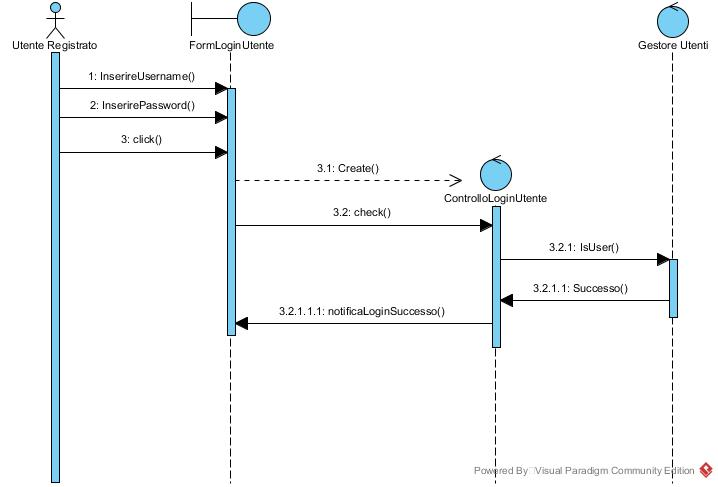 Utente Registrato
FormLoginUtente
Gestore Utenti
1: InserireUsername()
2: InserirePassword()
3: click()
3.1: Create()
ControlloLoginUtente
3.2: check()
3.2.1: IsUser()
3.2.1.1: Successo()
3.2.1.1.1: notificaLoginSuccesso()
Powered By Visual Paradigm Community Edition